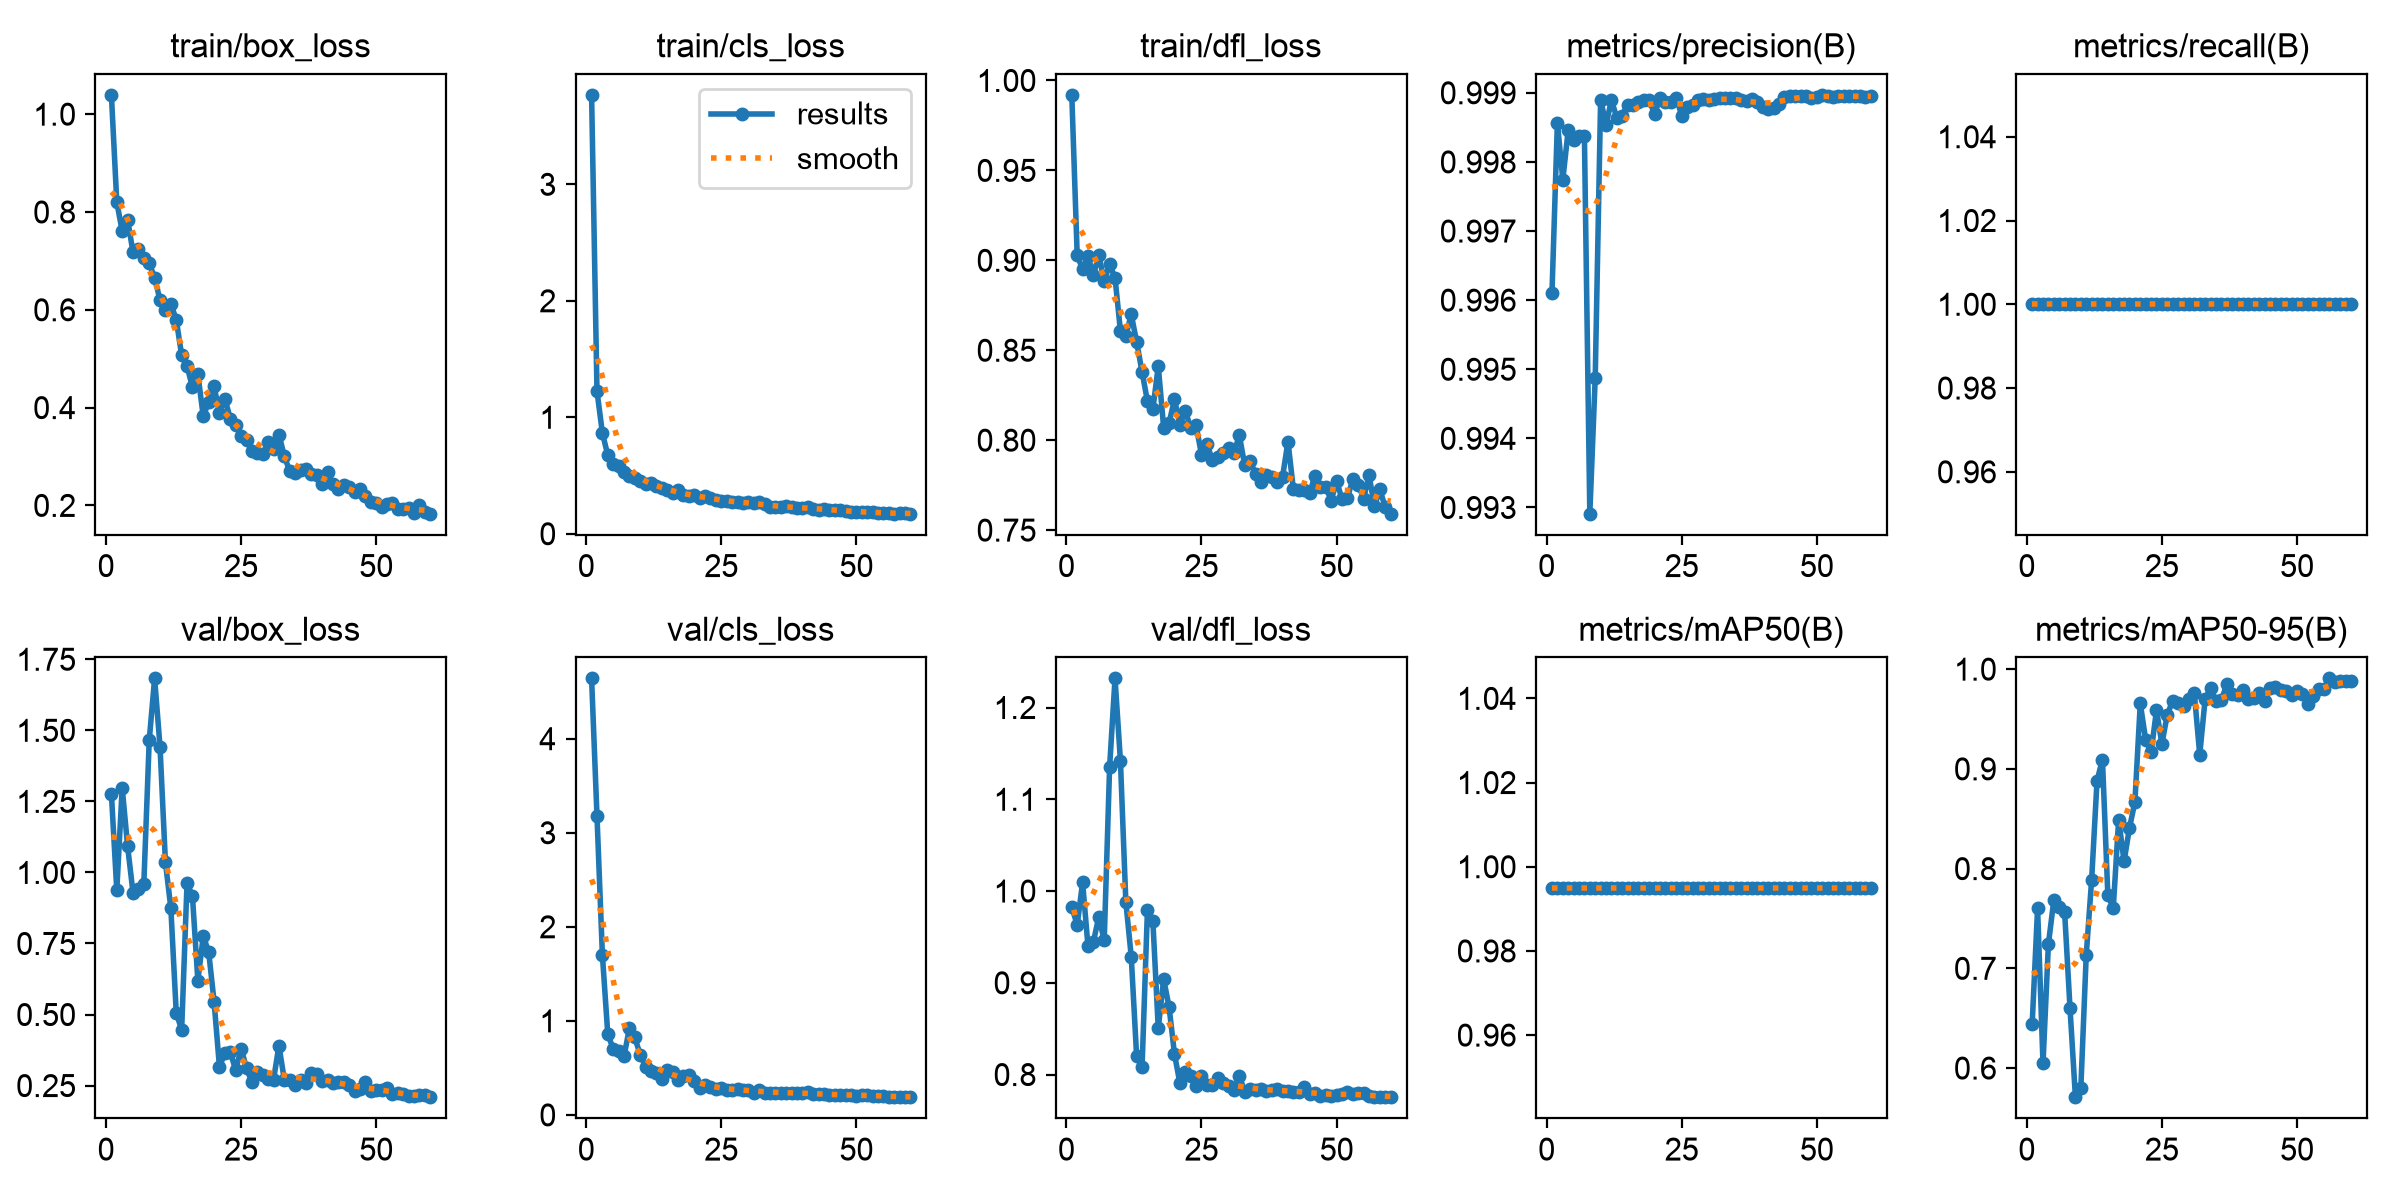 train/box_loss
1.0
0.8
0.6
0.4
0.2
0 25 50
train/cls_loss
results
smooth
3
2
1
0
0 25 50
train/dfl_loss
1.00
0.95
0.90
0.85
0.80
0.75
0 25 50
metrics/precision(B)
0.999
0.998
0.997
0.996
0.995
0.994
0.993
0 25 50
metrics/recall(B)
1.04
1.02
1.00
0.98
0.96
0 25 50
val/box_loss
1.75
1.50
1.25
1.00
0.75
0.50
0.25
0 25 50
val/cls_loss
4
3
2
1
0
0 25 50
val/dfl_loss
1.2
1.1
1.0
0.9
0.8
0 25 50
metrics/mAP50(B)
1.04
1.02
1.00
0.98
0.96
0 25 50
metrics/mAP50-95(B)
1.0
0.9
0.8
0.7
0.6
0 25 50